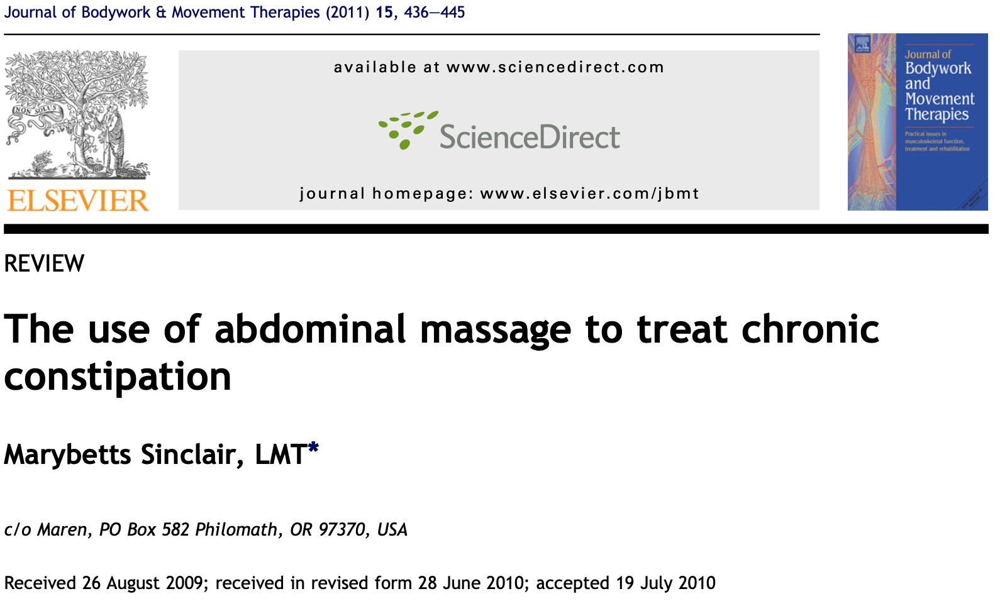 Journal of Bodywork & Movement Therapies (2011) 15, 436–445
NON SOLUS
ELSEVIER
available at www.sciencedirect.com
ScienceDirect
journal homepage: www.elsevier.com/jbmt
Journal of
Bodywork
and
Movement
Therapies
Practical issues in
musculoskeletal function,
treatment and rehabilitation
REVIEW
The use of abdominal massage to treat chronic
constipation
Marybetts Sinclair, LMT*
c/o Maren, PO Box 582 Philomath, OR 97370, USA
Received 26 August 2009; received in revised form 28 June 2010; accepted 19 July 2010